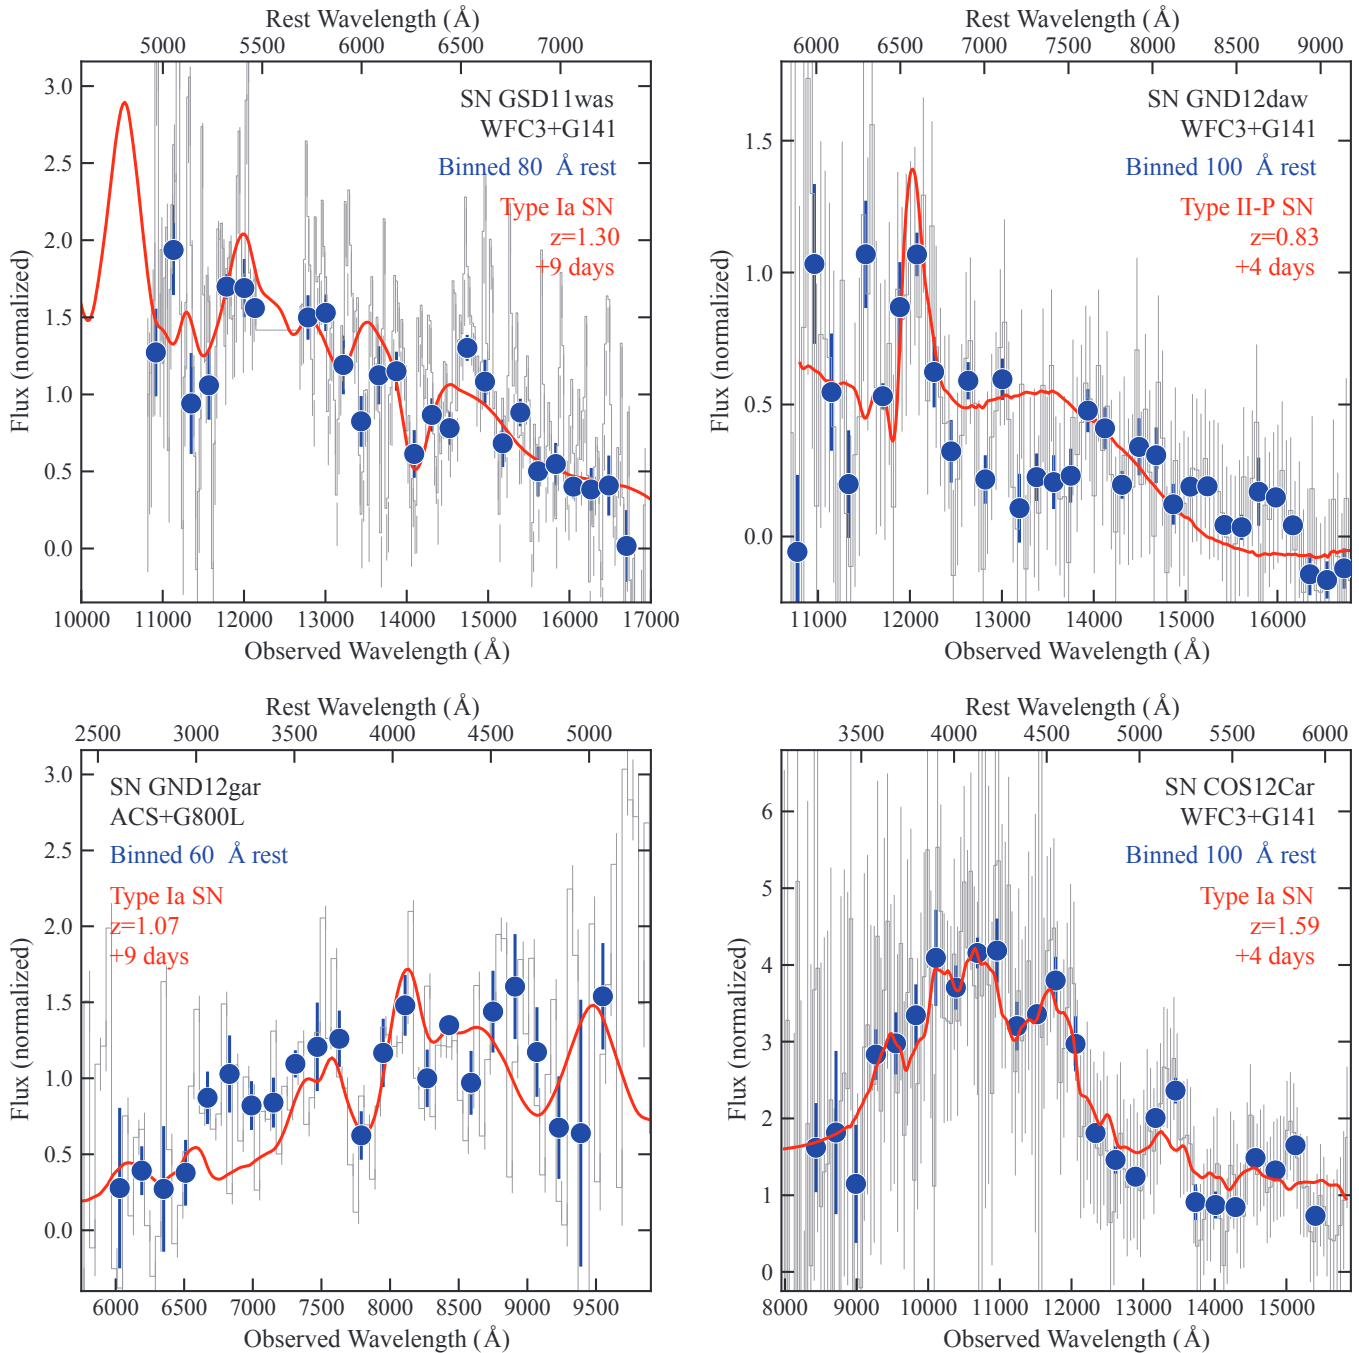 Rest Wavelength (Å)
5000 5500 6000 6500 7000
3.0
2.5
2.0
1.5
1.0
0.5
0.0
Flux (normalized)
SN GSD11was
WFC3+G141
Binned 80 Å rest
Type Ia SN
z=1.30
+9 days
10000 11000 12000 13000 14000 15000 16000 17000
Observed Wavelength (Å)
Rest Wavelength (Å)
6000 6500 7000 7500 8000 8500 9000
1.5
1.0
0.5
0.0
Flux (normalized)
SN GND12daw
WFC3+G141
Binned 100 Å rest
Type II-P SN
z=0.83
+4 days
11000 12000 13000 14000 15000 16000
Observed Wavelength (Å)
Rest Wavelength (Å)
2500 3000 3500 4000 4500 5000
3.0
2.5
2.0
1.5
1.0
0.5
0.0
Flux (normalized)
SN GND12gar
ACS+G800L
Binned 60 Å rest
Type Ia SN
z=1.07
+9 days
6000 6500 7000 7500 8000 8500 9000 9500
Observed Wavelength (Å)
Rest Wavelength (Å)
3500 4000 4500 5000 5500 6000
6
5
4
3
2
1
0
Flux (normalized)
SN COS12Car
WFC3+G141
Binned 100 Å rest
Type Ia SN
z=1.59
+4 days
8000 9000 10000 11000 12000 13000 14000 15000
Observed Wavelength (Å)